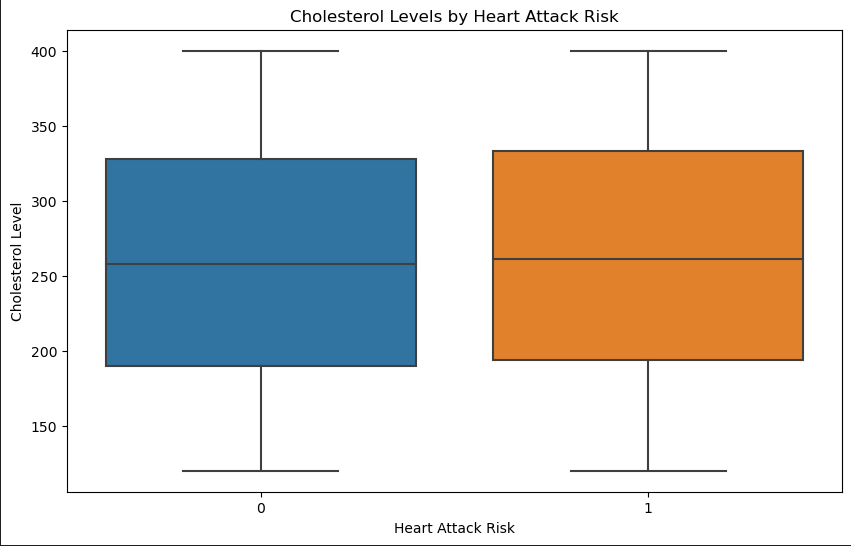 Cholesterol Levels by Heart Attack Risk
400
350
300
250
200
150
Cholesterol Level
0
1
Heart Attack Risk